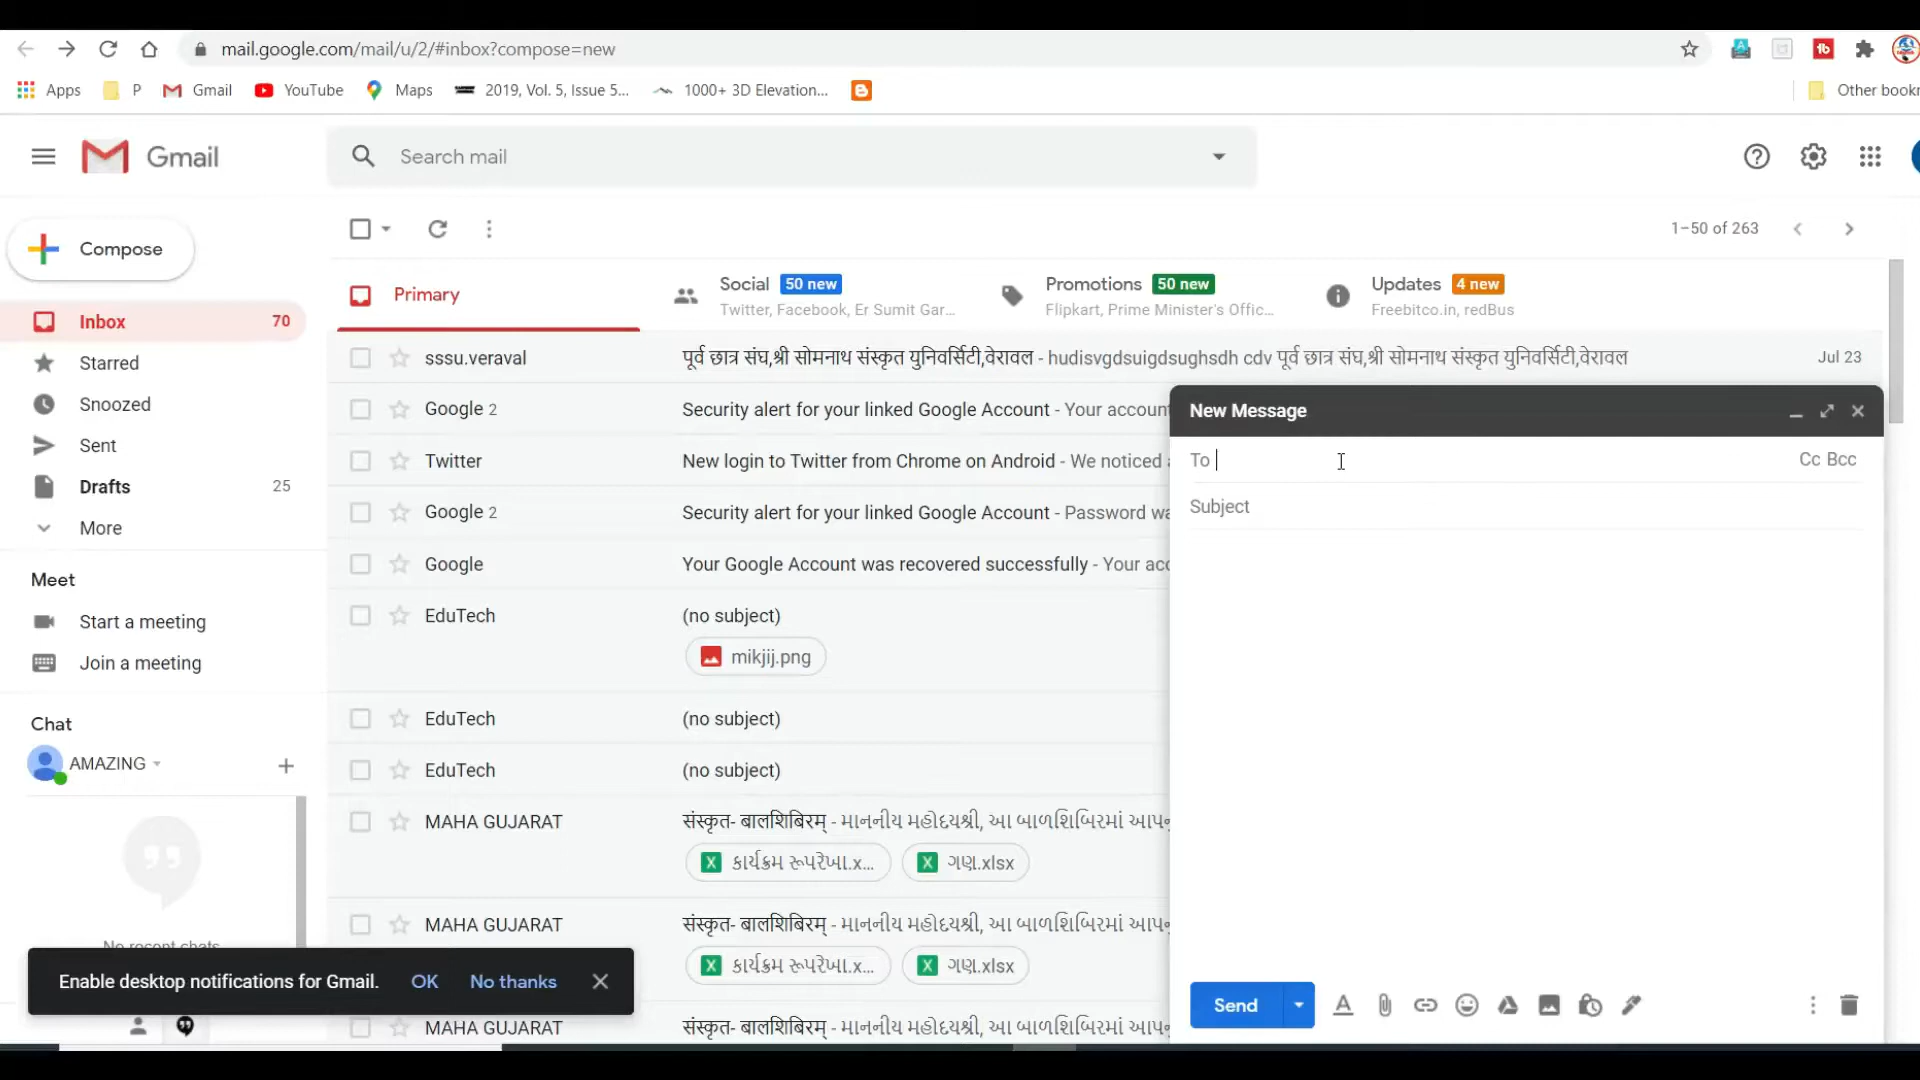 mail.google.com/mail/u/2/#inbox?compose=new
Apps P Gmail YouTube Maps 2019, Vol. 5, Issue 5... 1000+ 3D Elevation... Other bookr
Gmail
Search mail
Compose
1–50 of 263
Primary
Social 50 new
Twitter, Facebook, Er Sumit Gar...
Promotions 50 new
Flipkart, Prime Minister's Offic...
Updates 4 new
Freebitco.in, redBus
Inbox 70
Starred
Snoozed
Sent
Drafts 25
More
Meet
Start a meeting
Join a meeting
Chat
AMAZING
No recent chats
sssu.veraval पूर्व छात्र संघ,श्री सोमनाथ संस्कृत युनिवर्सिटी,वेरावल - hudisvgdsuigdsughsdh cdv पूर्व छात्र संघ,श्री सोमनाथ संस्कृत युनिवर्सिटी,वेरावल Jul 23
Google 2 Security alert for your linked Google Account - Your account
Twitter New login to Twitter from Chrome on Android - We noticed a
Google 2 Security alert for your linked Google Account - Password wa
Google Your Google Account was recovered successfully - Your acc
EduTech (no subject)
mikjij.png
EduTech (no subject)
EduTech (no subject)
MAHA GUJARAT संस्कृत- बालशिबिरम् - માનનીય મહોદયશ્રી, આ બાળશિબિરમાં આપ
કાર્યક્રમ રૂપરેખા.x... ગણ.xlsx
MAHA GUJARAT संस्कृत- बालशिबिरम् - માનનીય મહોદયશ્રી, આ બાળશિબિરમાં આપ
કાર્યક્રમ રૂપરેખા.x... ગણ.xlsx
MAHA GUJARAT संस्कृत- बालशिबिरम् - માનનીય મહોદયશ્રી, આ બાળશિબિરમાં આપ
New Message
To Cc Bcc
Subject
Send
Enable desktop notifications for Gmail. OK No thanks